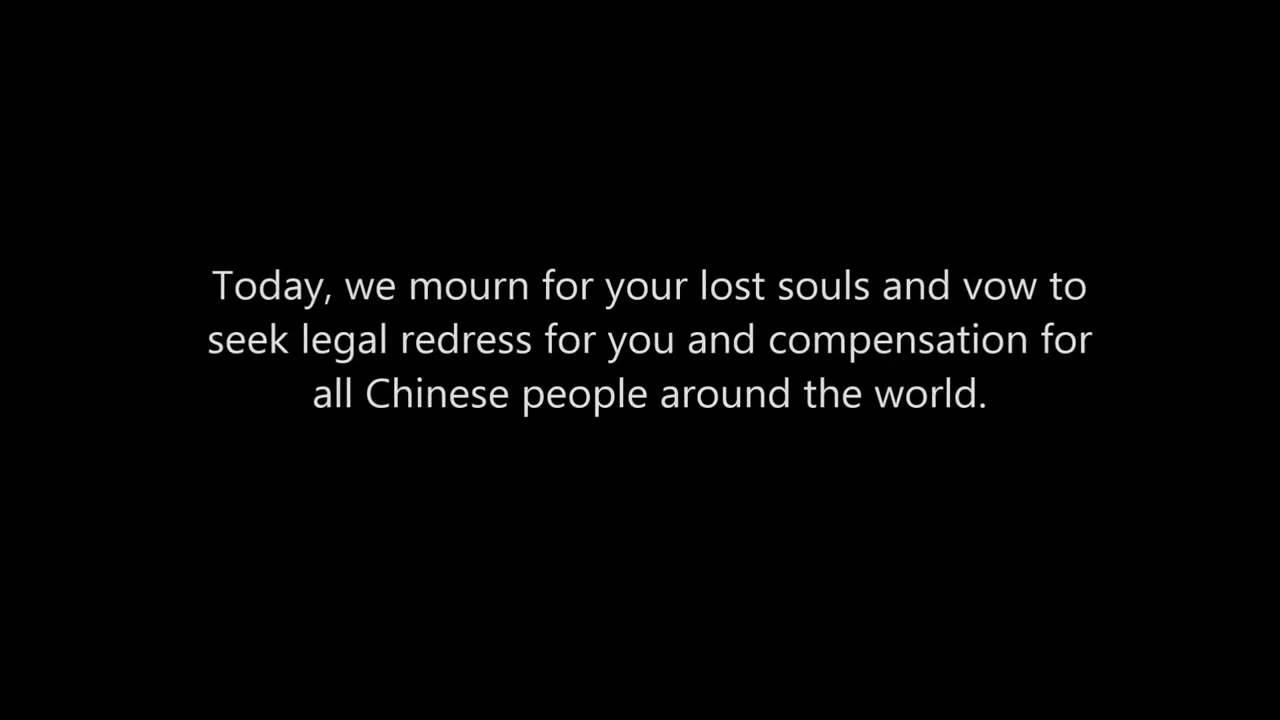 Today, we mourn for your lost souls and vow to
seek legal redress for you and compensation for
all Chinese people around the world.